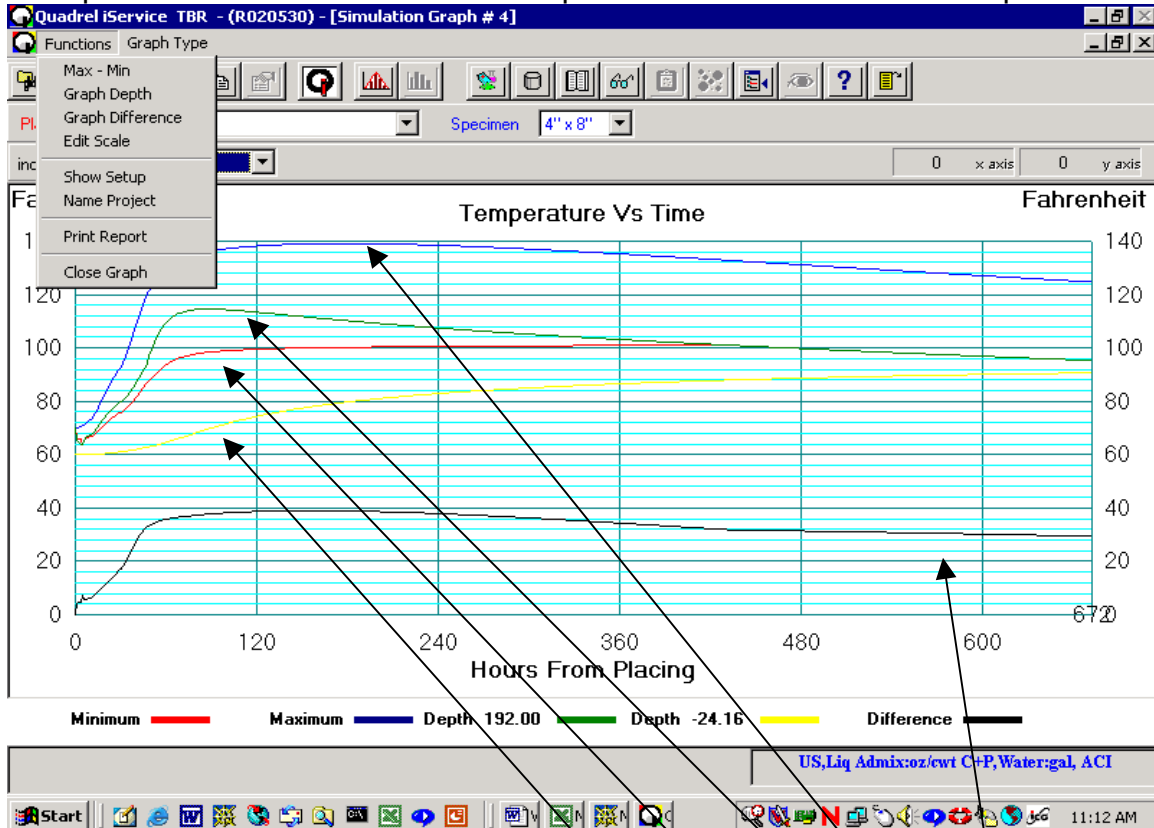 Quadrel iService TBR - (R020530) - [Simulation Graph # 4]
Functions Graph Type
Max - Min
Graph Depth
Graph Difference
Edit Scale
Show Setup
Name Project
Print Report
Close Graph
Specimen 4" x 8"
0 x axis 0 y axis
Temperature Vs Time
Fahrenheit
140
120 120
100 100
80 80
60 60
40 40
20 20
0
0 120 240 360 480 600
Hours From Placing
Minimum Maximum Depth 192.00 Depth -24.16 Difference
US,Liq Admix:oz/cwt C+P,Water:gal, ACI
Start 11:12 AM